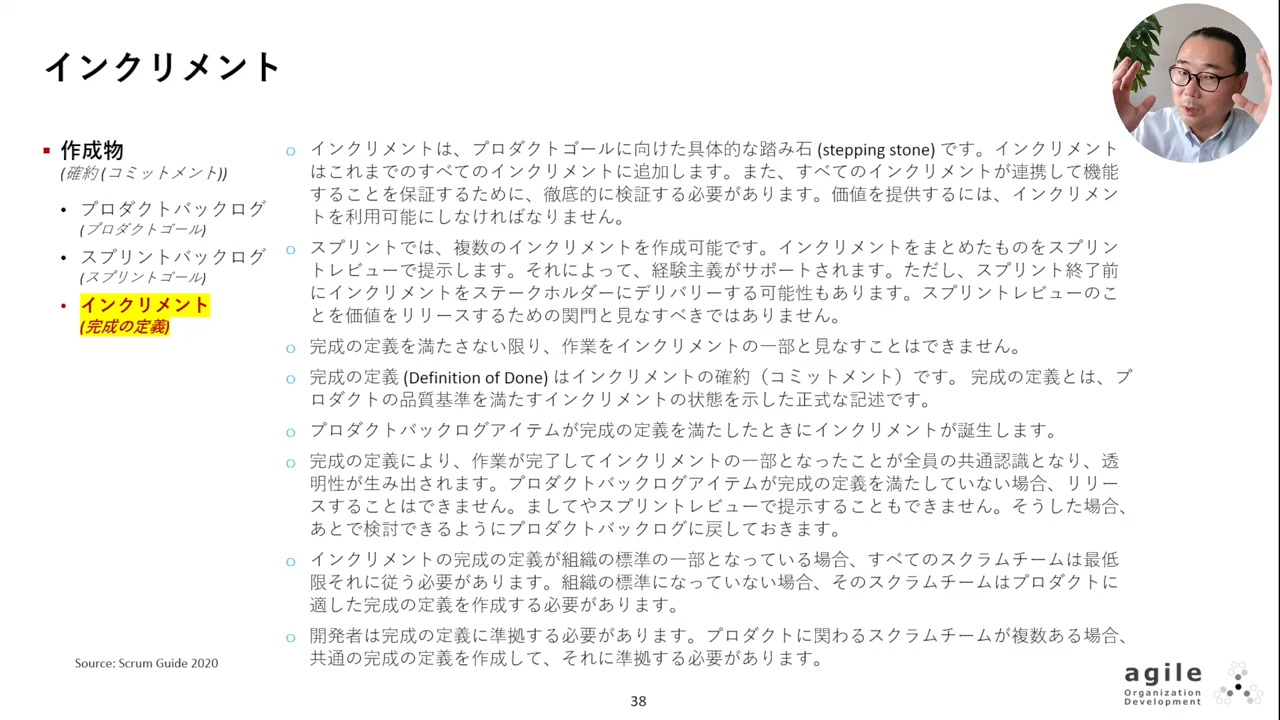 インクリメント
作成物
(確約 (コミットメント))
プロダクトバックログ
(プロダクトゴール)
スプリントバックログ
(スプリントゴール)
インクリメント
(完成の定義)
インクリメントは、プロダクトゴールに向けた具体的な踏み石 (stepping stone) です。インクリメント
はこれまでのすべてのインクリメントに追加します。また、すべてのインクリメントが連携して機能
することを保証するために、徹底的に検証する必要があります。価値を提供するには、インクリメン
トを利用可能にしなければなりません。
スプリントでは、複数のインクリメントを作成可能です。インクリメントをまとめたものをスプリン
トレビューで提示します。それによって、経験主義がサポートされます。ただし、スプリント終了前
にインクリメントをステークホルダーにデリバリーする可能性もあります。スプリントレビューのこ
とを価値をリリースするための関門と見なすべきではありません。
完成の定義を満たさない限り、作業をインクリメントの一部と見なすことはできません。
完成の定義 (Definition of Done) はインクリメントの確約（コミットメント）です。 完成の定義とは、プ
ロダクトの品質基準を満たすインクリメントの状態を示した正式な記述です。
プロダクトバックログアイテムが完成の定義を満たしたときにインクリメントが誕生します。
完成の定義により、作業が完了してインクリメントの一部となったことが全員の共通認識となり、透
明性が生み出されます。プロダクトバックログアイテムが完成の定義を満たしていない場合、リリー
スすることはできません。ましてやスプリントレビューで提示することもできません。そうした場合、
あとで検討できるようにプロダクトバックログに戻しておきます。
インクリメントの完成の定義が組織の標準の一部となっている場合、すべてのスクラムチームは最低
限それに従う必要があります。組織の標準になっていない場合、そのスクラムチームはプロダクトに
適した完成の定義を作成する必要があります。
開発者は完成の定義に準拠する必要があります。プロダクトに関わるスクラムチームが複数ある場合、
共通の完成の定義を作成して、それに準拠する必要があります。
Source: Scrum Guide 2020
38
agile
Organization
Development